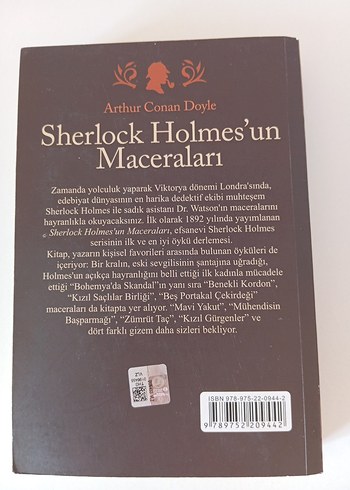 Arthur Conan Doyle
Sherlock Holmes'un
Maceraları
Zamanda yolculuk yaparak Viktorya dönemi Londra'sında,
edebiyat dünyasının en harika dedektif ekibi muhteşem
Sherlock Holmes ile sadık asistanı Dr. Watson'ın maceralarını
hayranlıkla okuyacaksınız. İlk olarak 1892 yılında yayımlanan
Sherlock Holmes'un Maceraları, efsanevi Sherlock Holmes
serisinin ilk ve en iyi öykü derlemesi.
Kitap, yazarın kişisel favorileri arasında bulunan öyküleri de
içeriyor: Bir kralın, eski sevgilisinin şantajına uğradığı,
Holmes'un açıkça hayranlığını belli ettiği ilk kadınla mücadele
ettiği "Bohemya'da Skandal"ın yanı sıra "Benekli Kordon",
"Kızıl Saçlılar Birliği", "Beş Portakal Çekirdeği"
maceraları da kitapta yer alıyor. "Mavi Yakut", "Mühendisin
Başparmağı", "Zümrüt Taç", "Kızıl Gürgenler" ve
dört farklı gizem daha sizleri bekliyor.
ISBN 978-975-22-0944-2
9 789752 209442